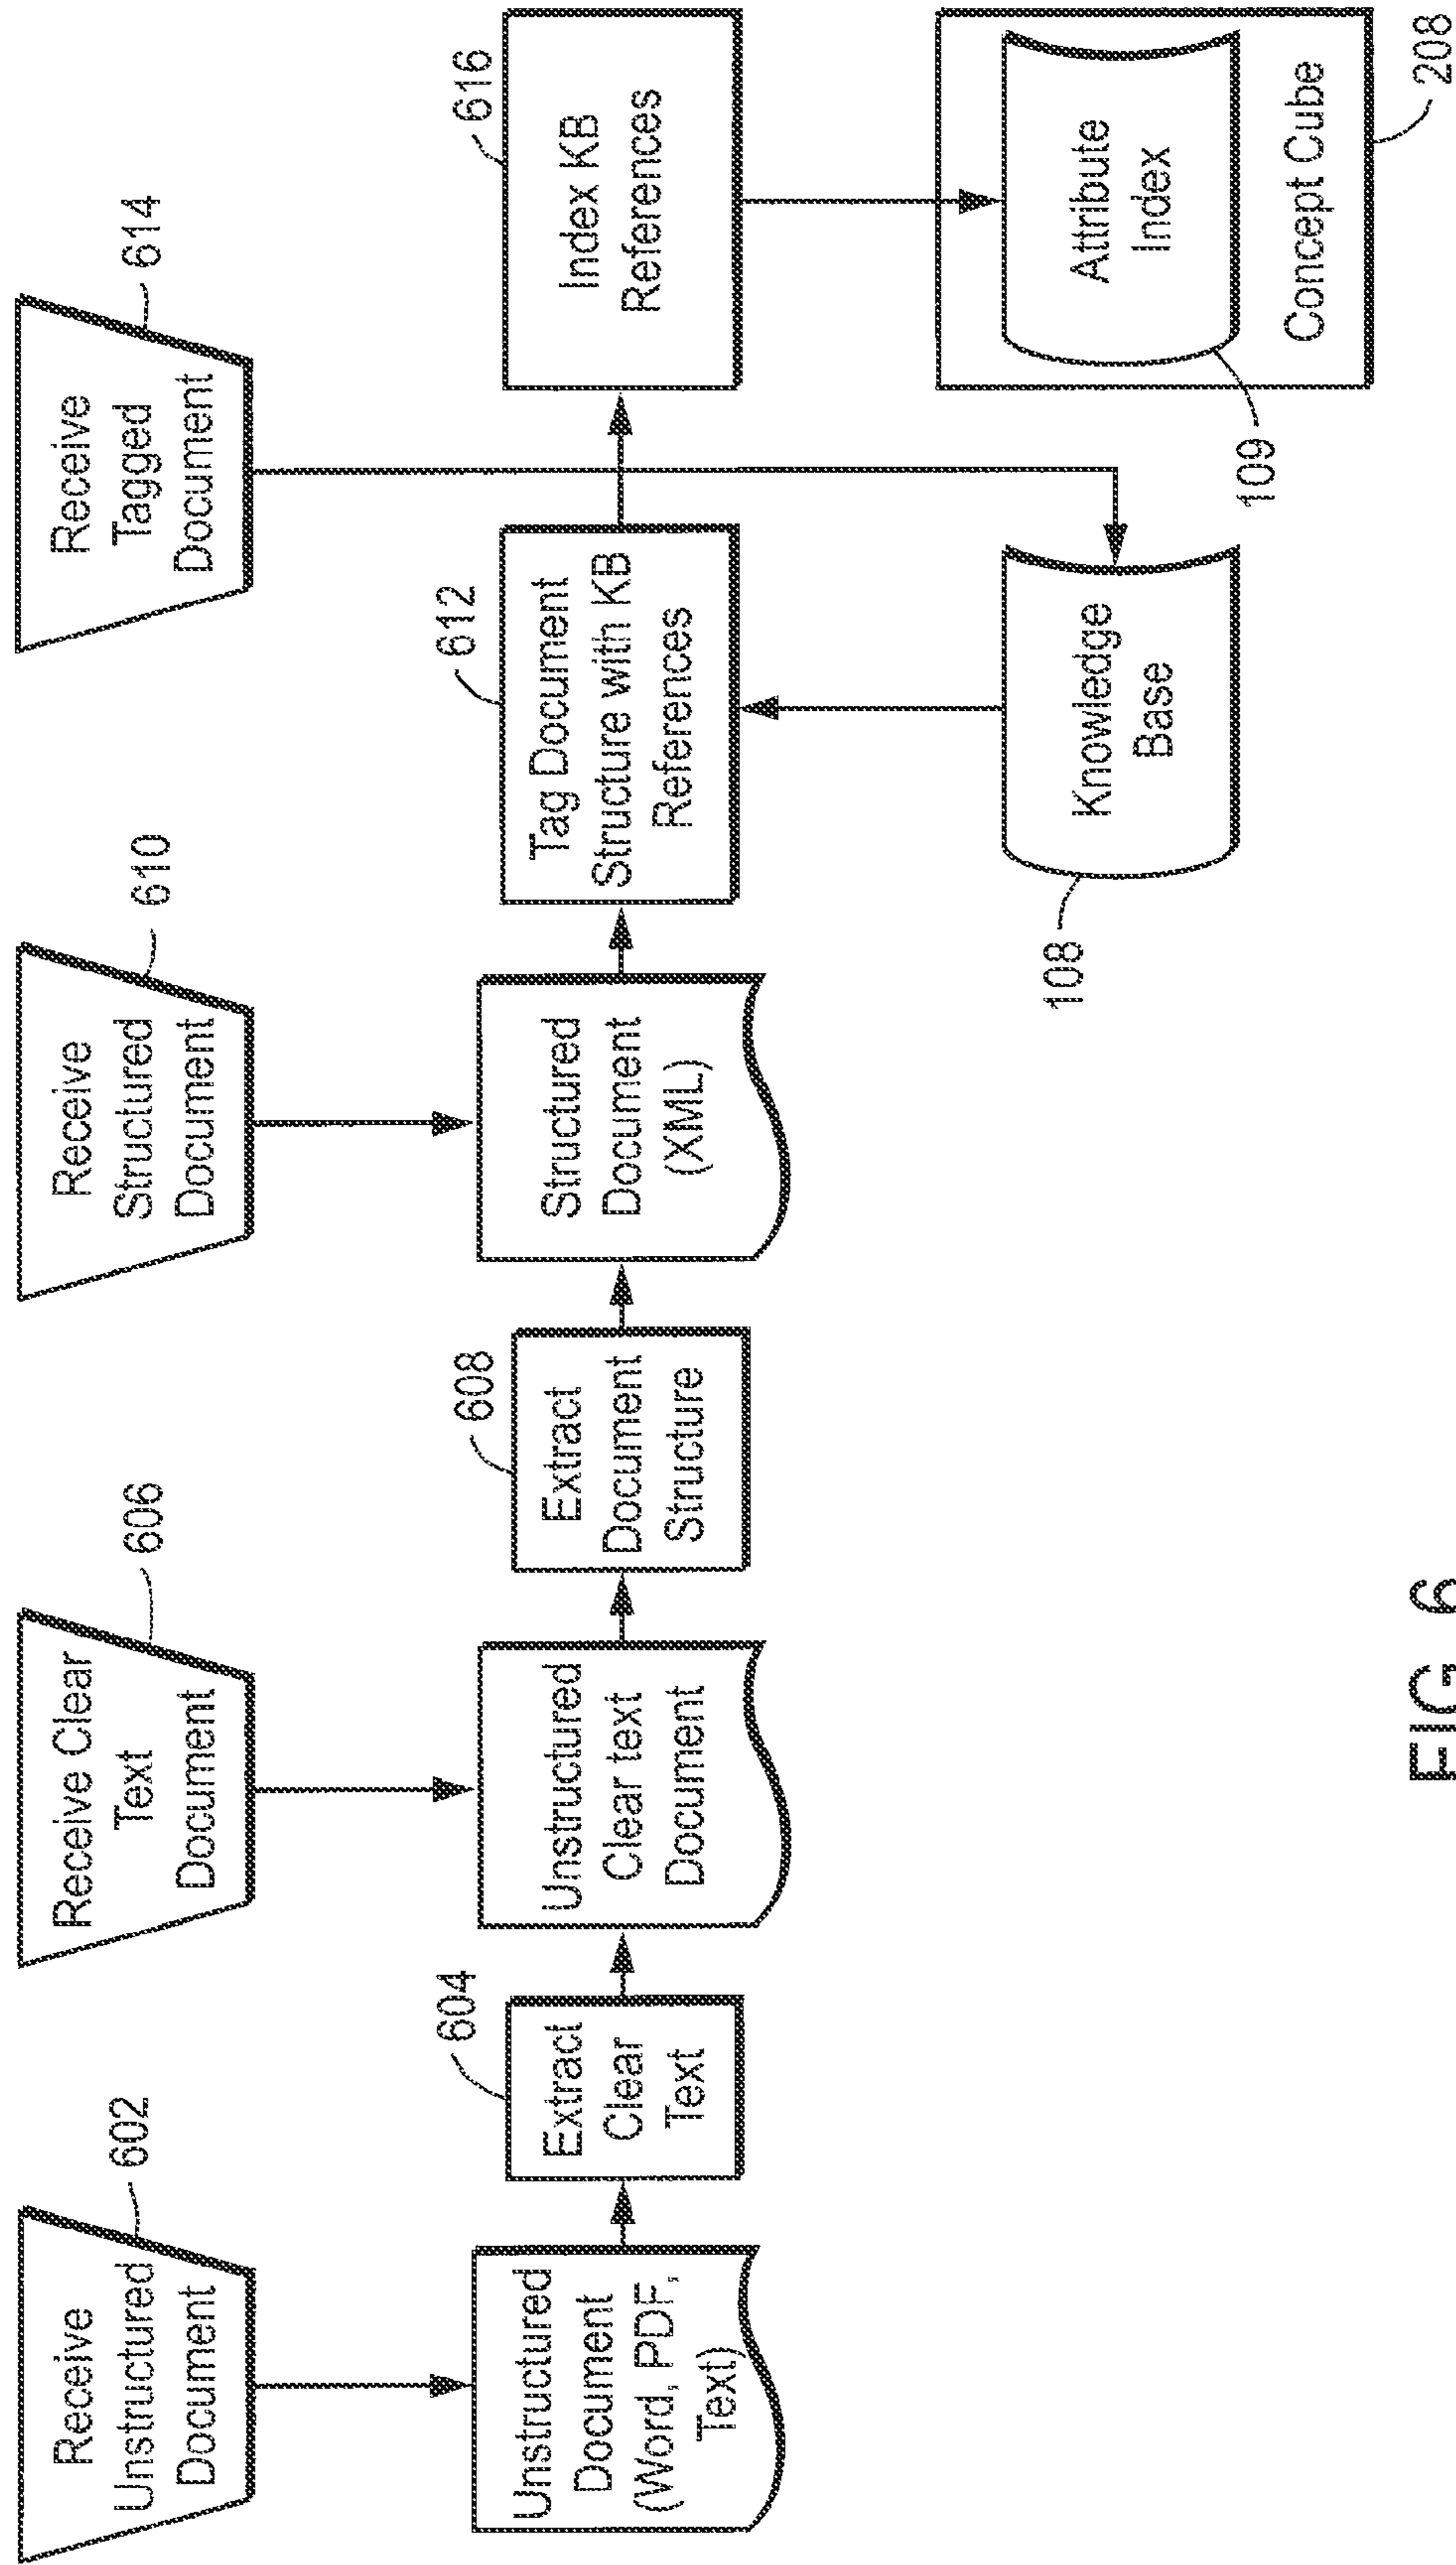 Receive
Unstructured
Document
602
Receive Clear
Text
Document
606
Receive
Structured
Document
610
Receive
Tagged
Document
614
Unstructured
Document
(Word, PDF,
Text)
Extract
Clear
Text
604
Unstructured
Clear text
Document
Extract
Document
Structure
608
Structured
Document
(XML)
Tag Document
Structure with KB
References
612
Index KB
References
616
Knowledge
Base
108
Attribute
Index
109
Concept Cube
208
FIG. 6